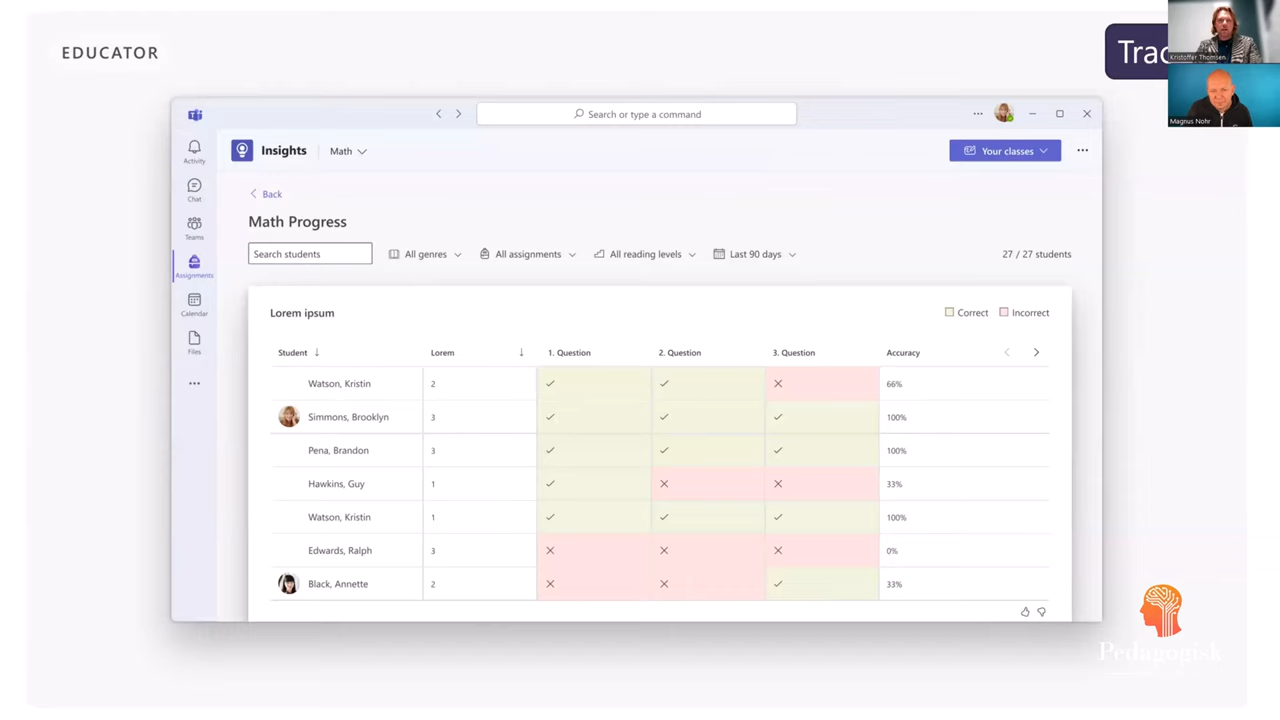 EDUCATOR
Trac
Kristoffer Thomsen
Magnus Nohr
Search or type a command
Activity
Chat
Teams
Assignments
Calendar
Files
Insights
Math
Your classes
Back
Math Progress
Search students
All genres
All assignments
All reading levels
Last 90 days
27 / 27 students
Lorem ipsum
Correct
Incorrect
Student Lorem 1. Question 2. Question 3. Question Accuracy
Watson, Kristin 2 66%
Simmons, Brooklyn 3 100%
Pena, Brandon 3 100%
Hawkins, Guy 1 33%
Watson, Kristin 1 100%
Edwards, Ralph 3 0%
Black, Annette 2 33%
Pedagogisk